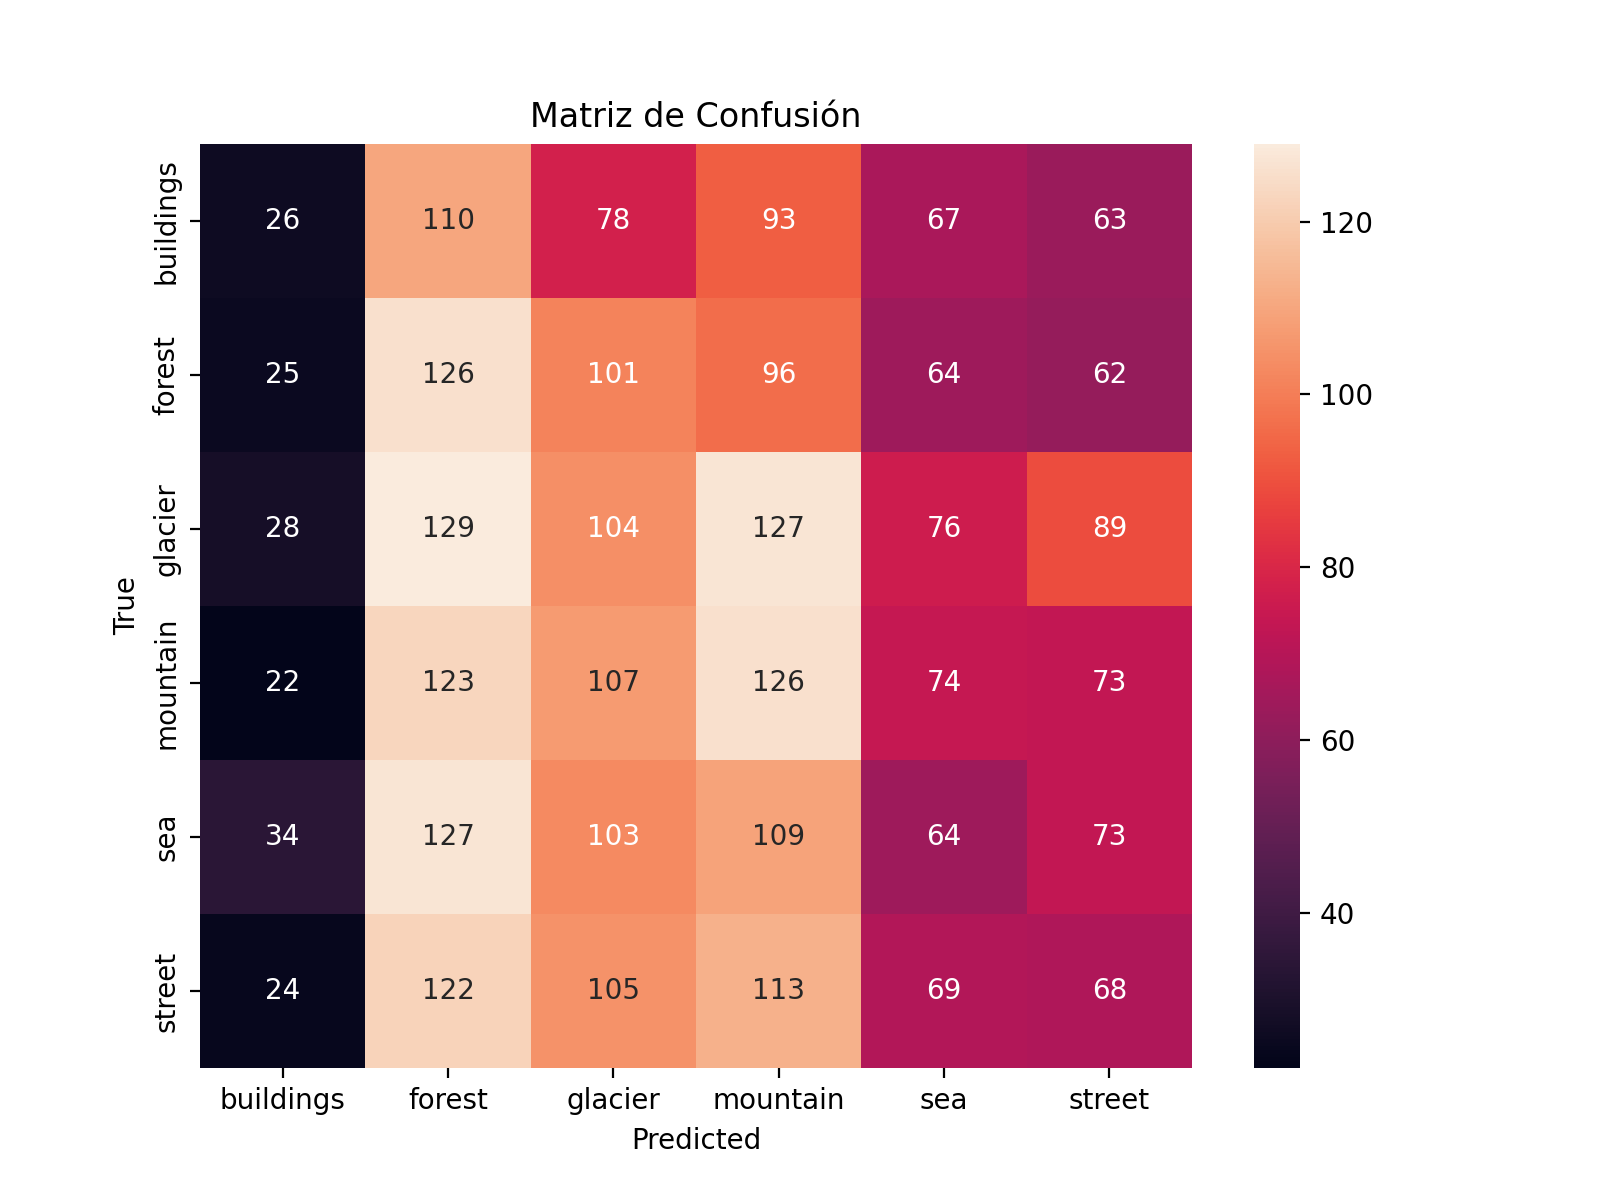 Matriz de Confusión
buildings 26 110 78 93 67 63
forest 25 126 101 96 64 62
glacier 28 129 104 127 76 89
mountain 22 123 107 126 74 73
sea 34 127 103 109 64 73
street 24 122 105 113 69 68
True
buildings forest glacier mountain sea street
Predicted
120
100
80
60
40